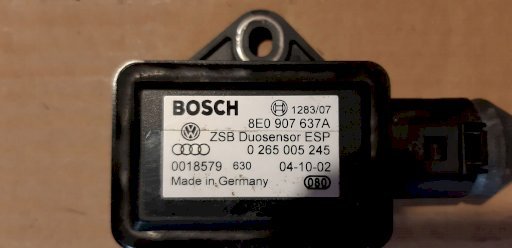 BOSCH 1283/07
8E0 907 637A
ZSB Duosensor ESP
0 265 005 245
0018579 630 04-10-02
Made in Germany 080